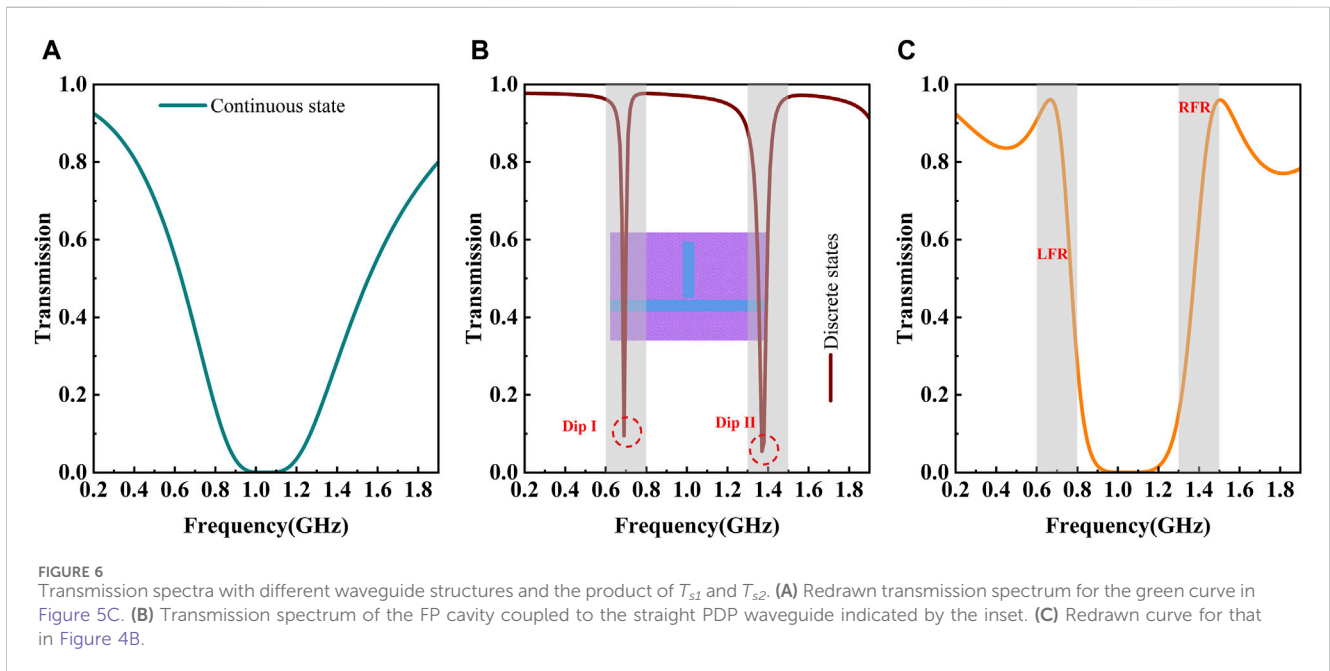 A
B
C
1.0
0.8
0.6
0.4
0.2
0.0
Transmission
Continuous state
0.2 0.4 0.6 0.8 1.0 1.2 1.4 1.6 1.8
Frequency(GHz)
1.0
0.8
0.6
0.4
0.2
0.0
Transmission
Discrete states
Dip I
Dip II
0.2 0.4 0.6 0.8 1.0 1.2 1.4 1.6 1.8
Frequency(GHz)
1.0
0.8
0.6
0.4
0.2
0.0
Transmission
RFR
LFR
0.2 0.4 0.6 0.8 1.0 1.2 1.4 1.6 1.8
Frequency(GHz)
FIGURE 6
Transmission spectra with different waveguide structures and the product of Ts1 and Ts2. (A) Redrawn transmission spectrum for the green curve in
Figure 5C. (B) Transmission spectrum of the FP cavity coupled to the straight PDP waveguide indicated by the inset. (C) Redrawn curve for that
in Figure 4B.